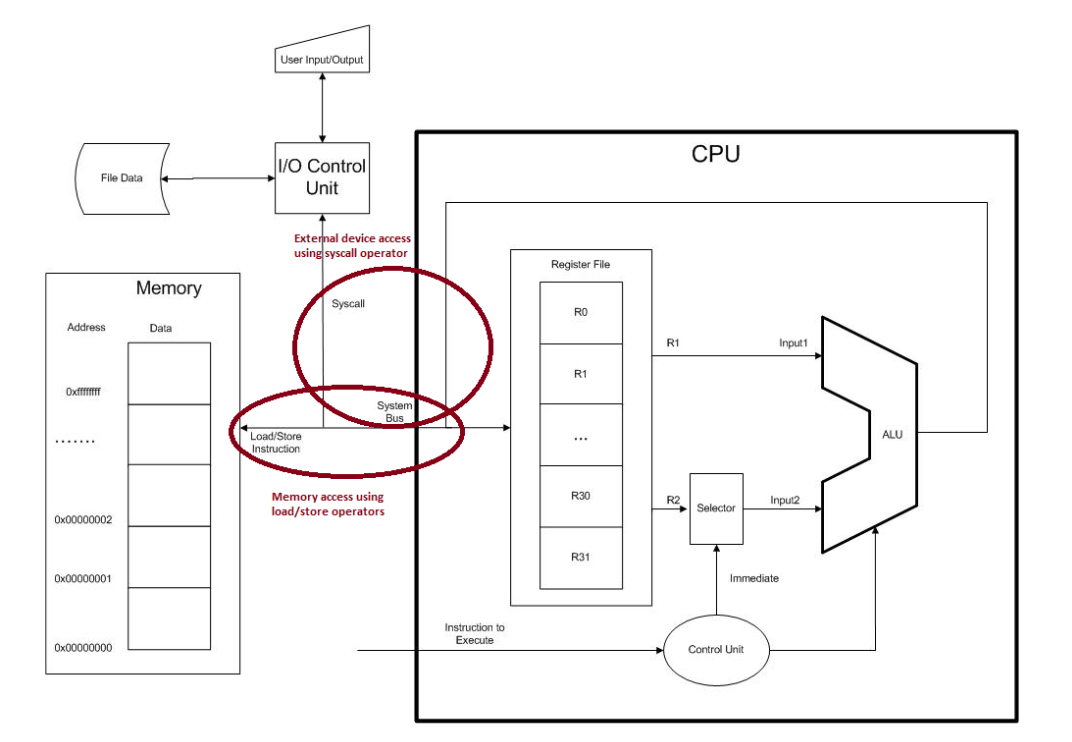 User Input/Output
CPU
I/O Control
Unit
File Data
External device access
using syscall operator
Register File
Memory
Address
Data
Syscall
R0
R1
R1
Input1
0xffffffff
System
Bus
.......
Load/Store
Instruction
...
ALU
Memory access using
load/store operators
R30
R2
Selector
Input2
0x00000002
R31
0x00000001
Immediate
Instruction to
Execute
0x00000000
Control Unit